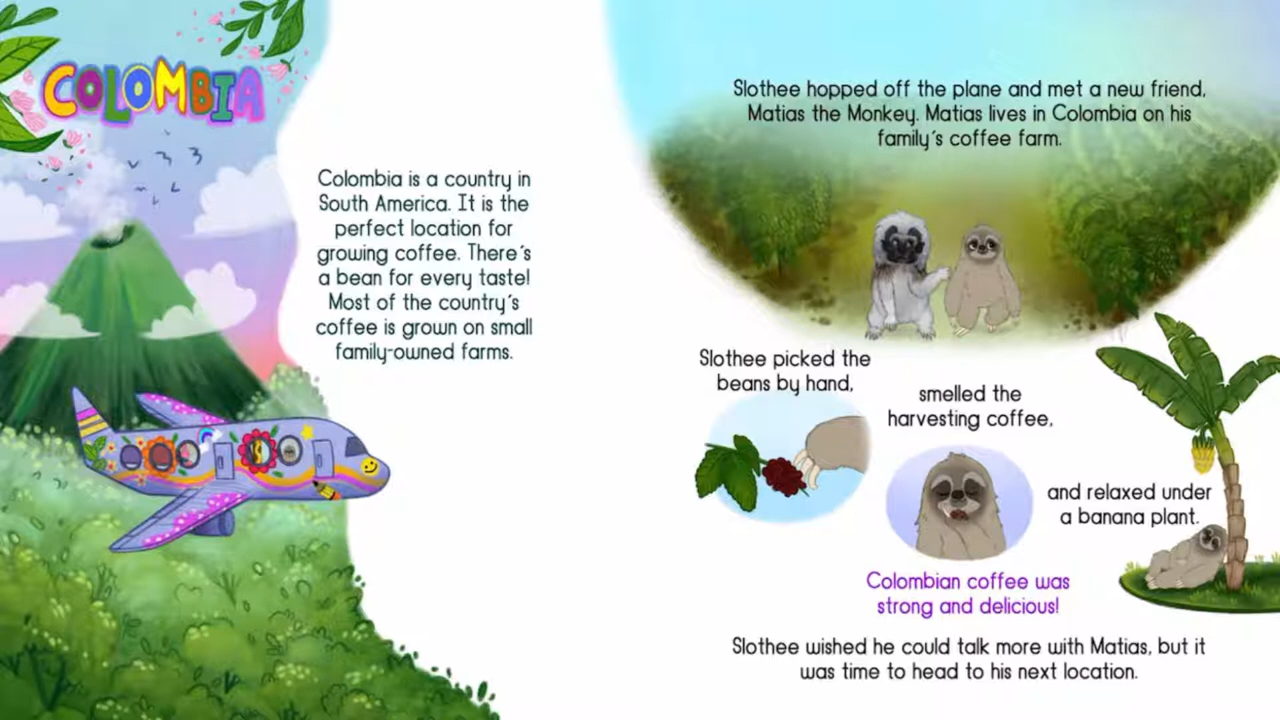 COLOMBIA
Colombia is a country in
South America. It is the
perfect location for
growing coffee. There's
a bean for every taste!
Most of the country's
coffee is grown on small
family-owned farms.
Slothee hopped off the plane and met a new friend,
Matias the Monkey. Matias lives in Colombia on his
family's coffee farm.
Slothee picked the
beans by hand,
smelled the
harvesting coffee,
and relaxed under
a banana plant.
Colombian coffee was
strong and delicious!
Slothee wished he could talk more with Matias, but it
was time to head to his next location.